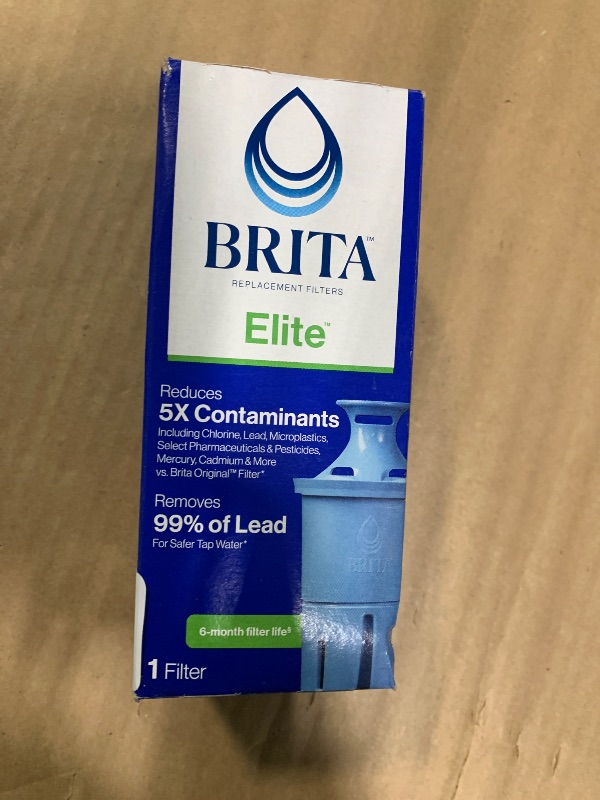 BRITA™
REPLACEMENT FILTERS
Elite™
Reduces
5X Contaminants
Including Chlorine, Lead, Microplastics,
Select Pharmaceuticals & Pesticides,
Mercury, Cadmium & More
vs. Brita Original™ Filter*
Removes
99% of Lead
For Safer Tap Water*
BRITA
6-month filter life§
1 Filter